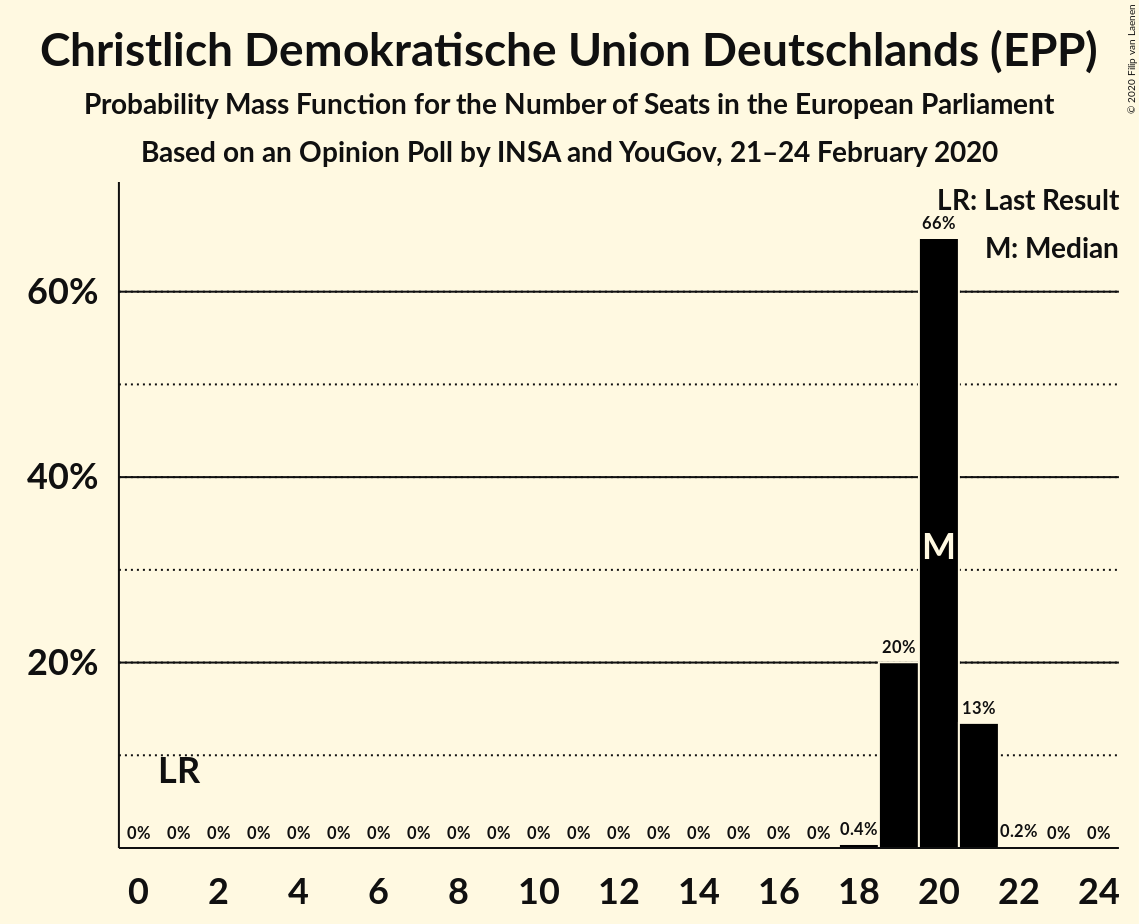 Christlich Demokratische Union Deutschlands (EPP)
Probability Mass Function for the Number of Seats in the European Parliament
Based on an Opinion Poll by INSA and YouGov, 21–24 February 2020
© 2020 Filip van Laenen
LR: Last Result
66%
M: Median
60%
40%
M
20%
20%
13%
LR
0% 0% 0% 0% 0% 0% 0% 0% 0% 0% 0% 0% 0% 0% 0% 0% 0% 0% 0.4% 0.2% 0% 0%
0 2 4 6 8 10 12 14 16 18 20 22 24